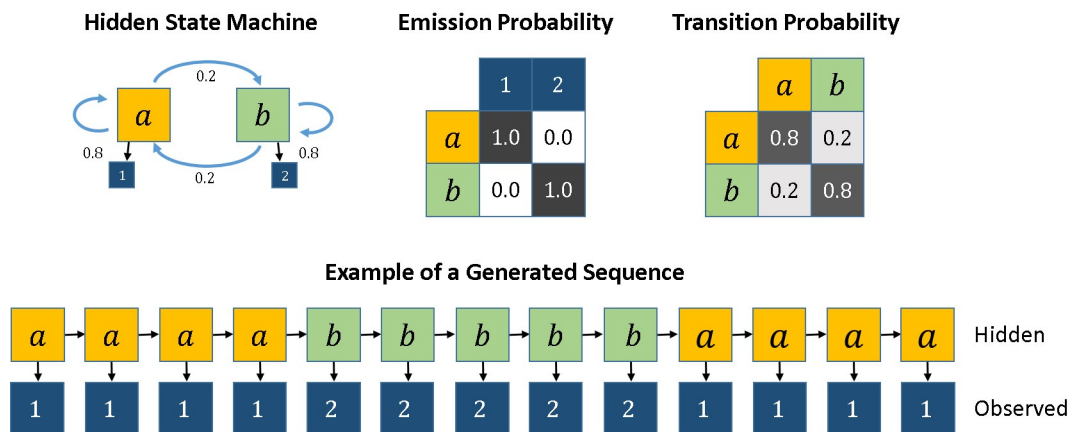 Hidden State Machine
Emission Probability
Transition Probability
0.2
a b
0.8 0.8
1 2
0.2
1 2
a 1.0 0.0
b 0.0 1.0
a b
a 0.8 0.2
b 0.2 0.8
Example of a Generated Sequence
a a a a b b b b b a a a a Hidden
1 1 1 1 2 2 2 2 2 1 1 1 1 Observed